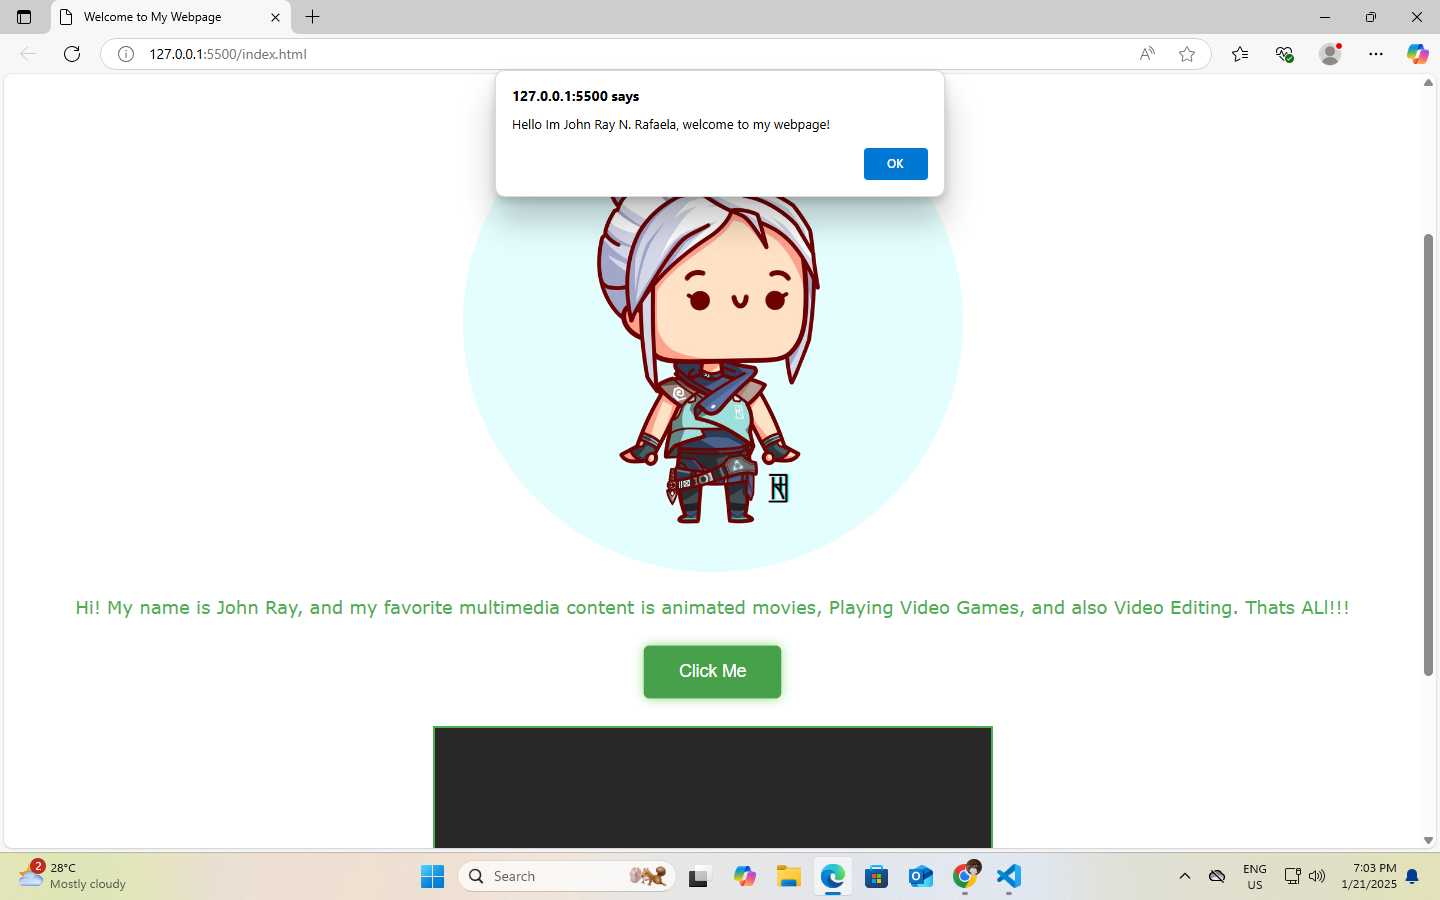 Welcome to My Webpage
127.0.0.1:5500/index.html
127.0.0.1:5500 says
Hello Im John Ray N. Rafaela, welcome to my webpage!
OK
Hi! My name is John Ray, and my favorite multimedia content is animated movies, Playing Video Games, and also Video Editing. Thats ALl!!!
Click Me
2
28°C
Mostly cloudy
Search
ENG
US
7:03 PM
1/21/2025